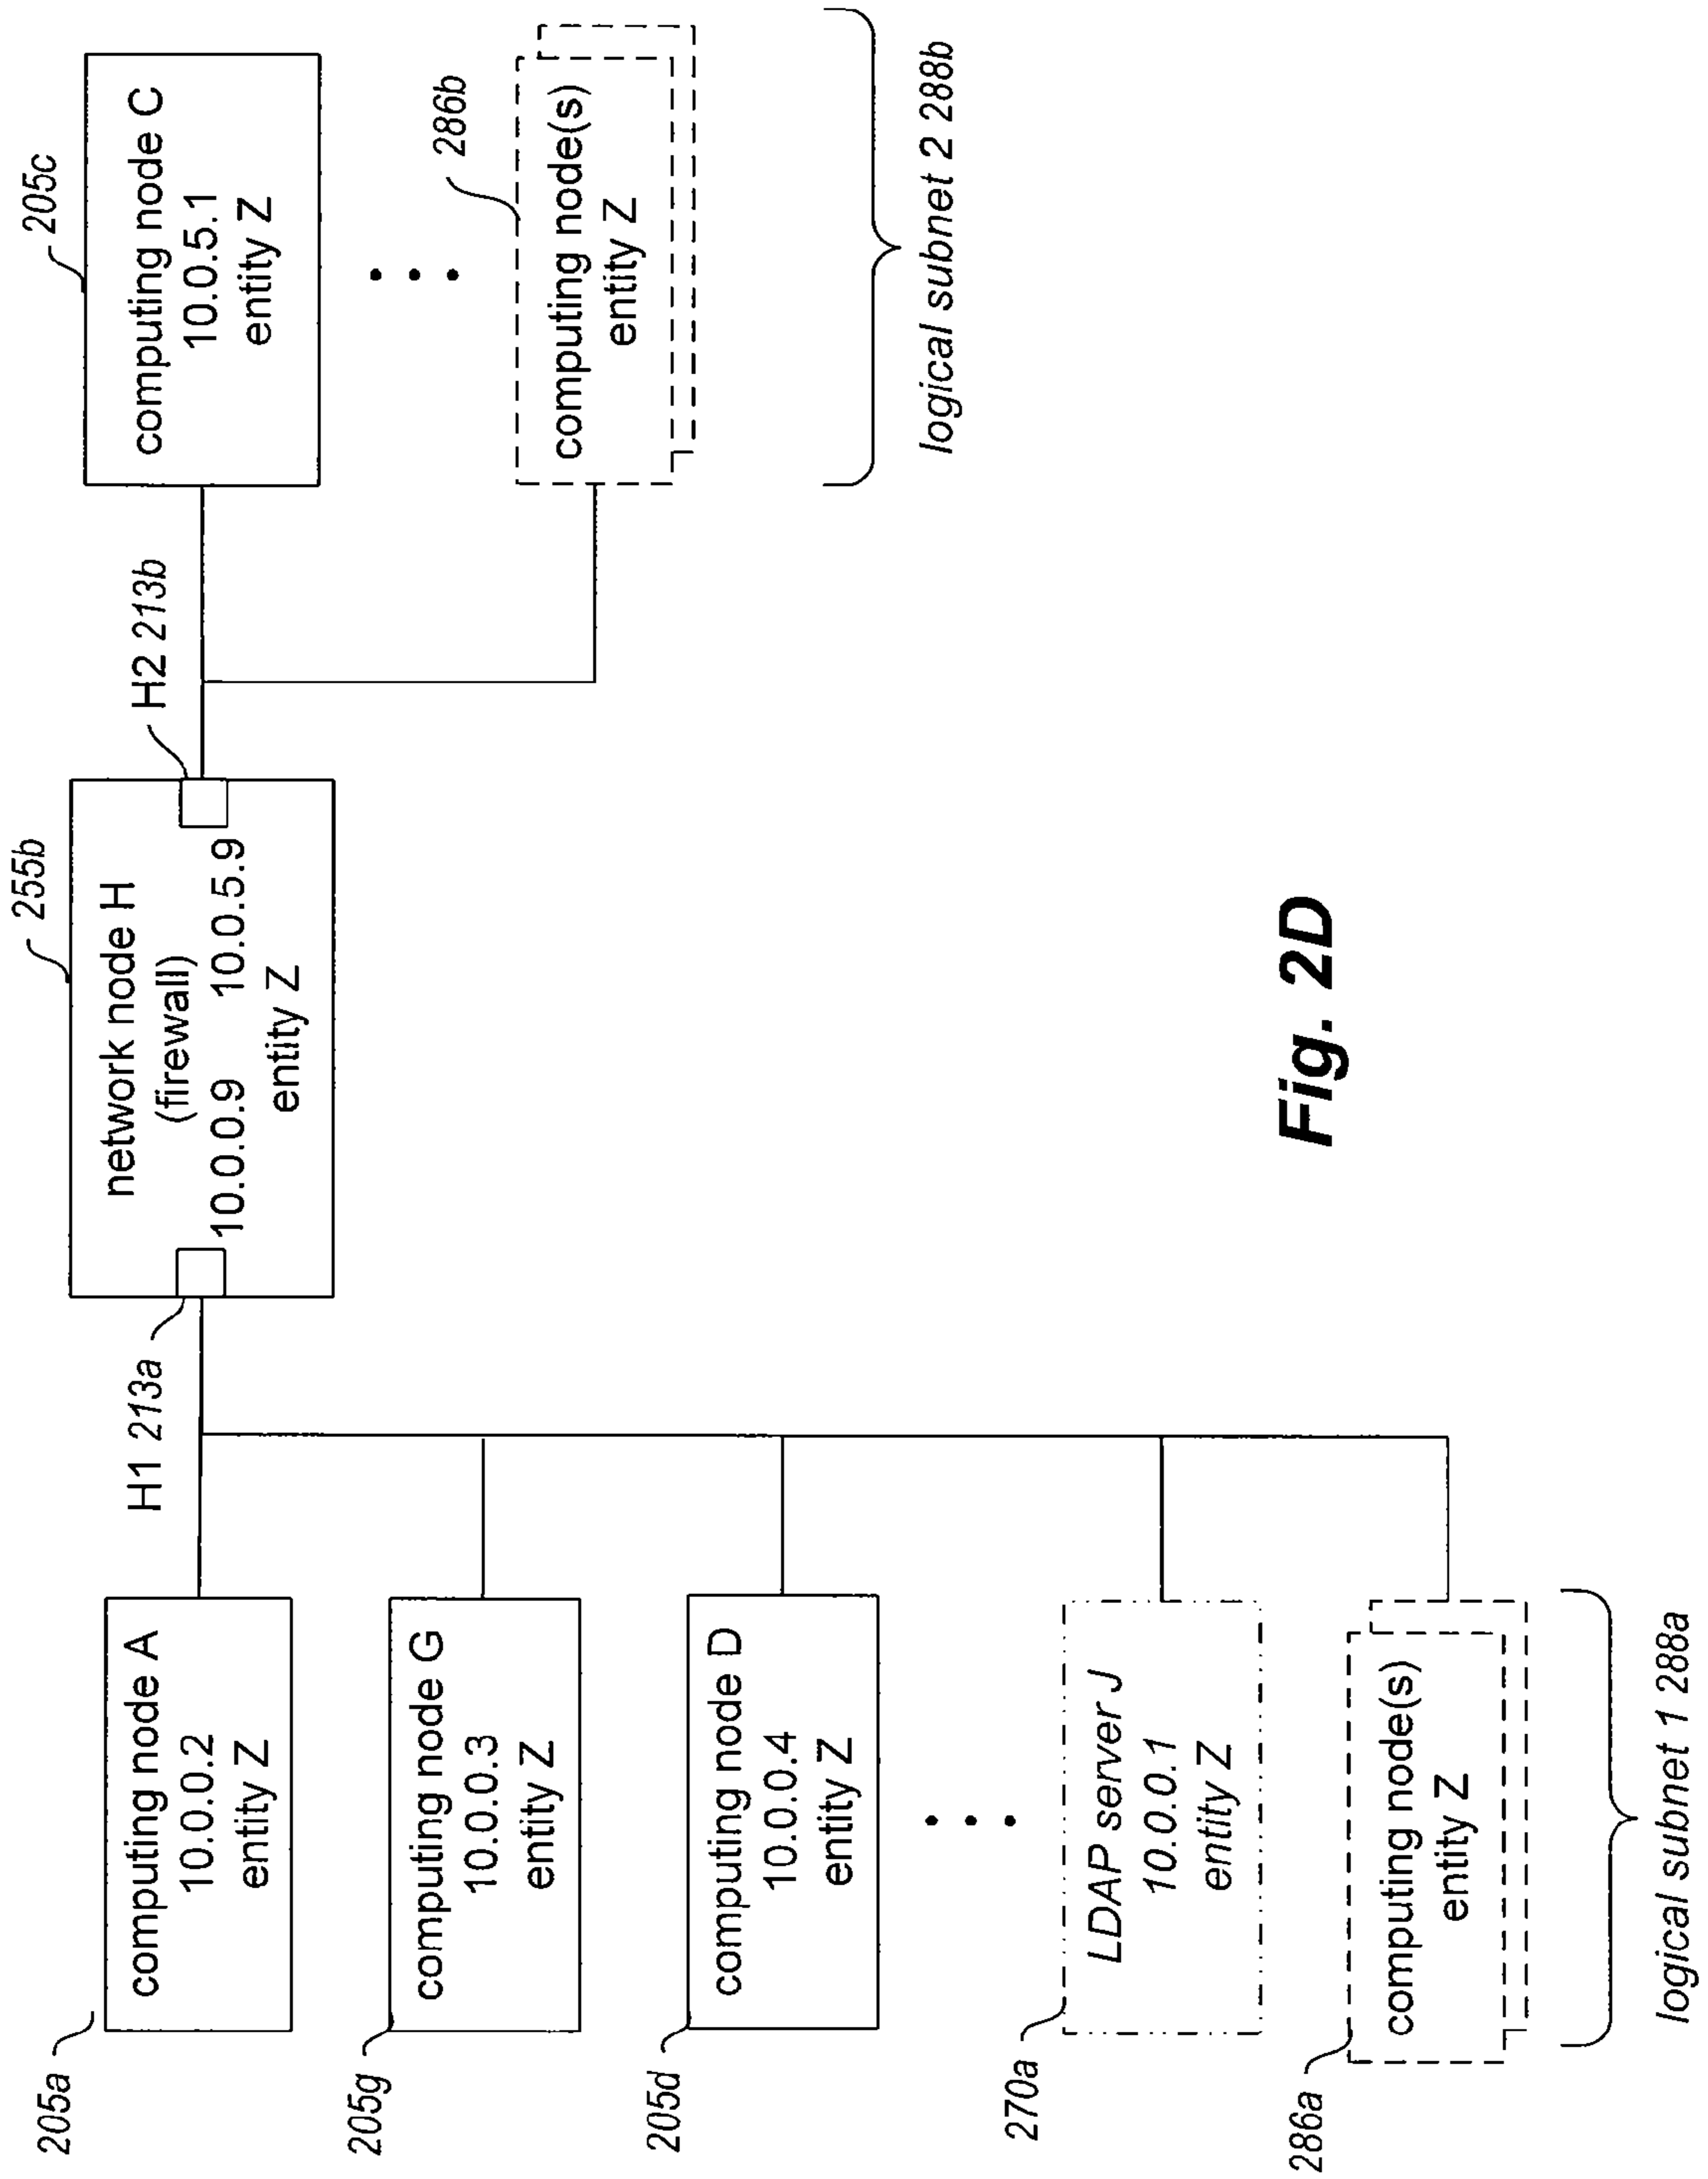 205a
computing node A
10.0.0.2
entity Z
205g
computing node G
10.0.0.3
entity Z
205d
computing node D
10.0.0.4
entity Z
270a
LDAP server J
10.0.0.1
entity Z
286a
computing node(s)
entity Z
logical subnet 1 288a
H1 213a
255b
network node H
(firewall)
10.0.0.9 10.0.5.9
entity Z
H2 213b
205c
computing node C
10.0.5.1
entity Z
286b
computing node(s)
entity Z
logical subnet 2 288b
Fig. 2D